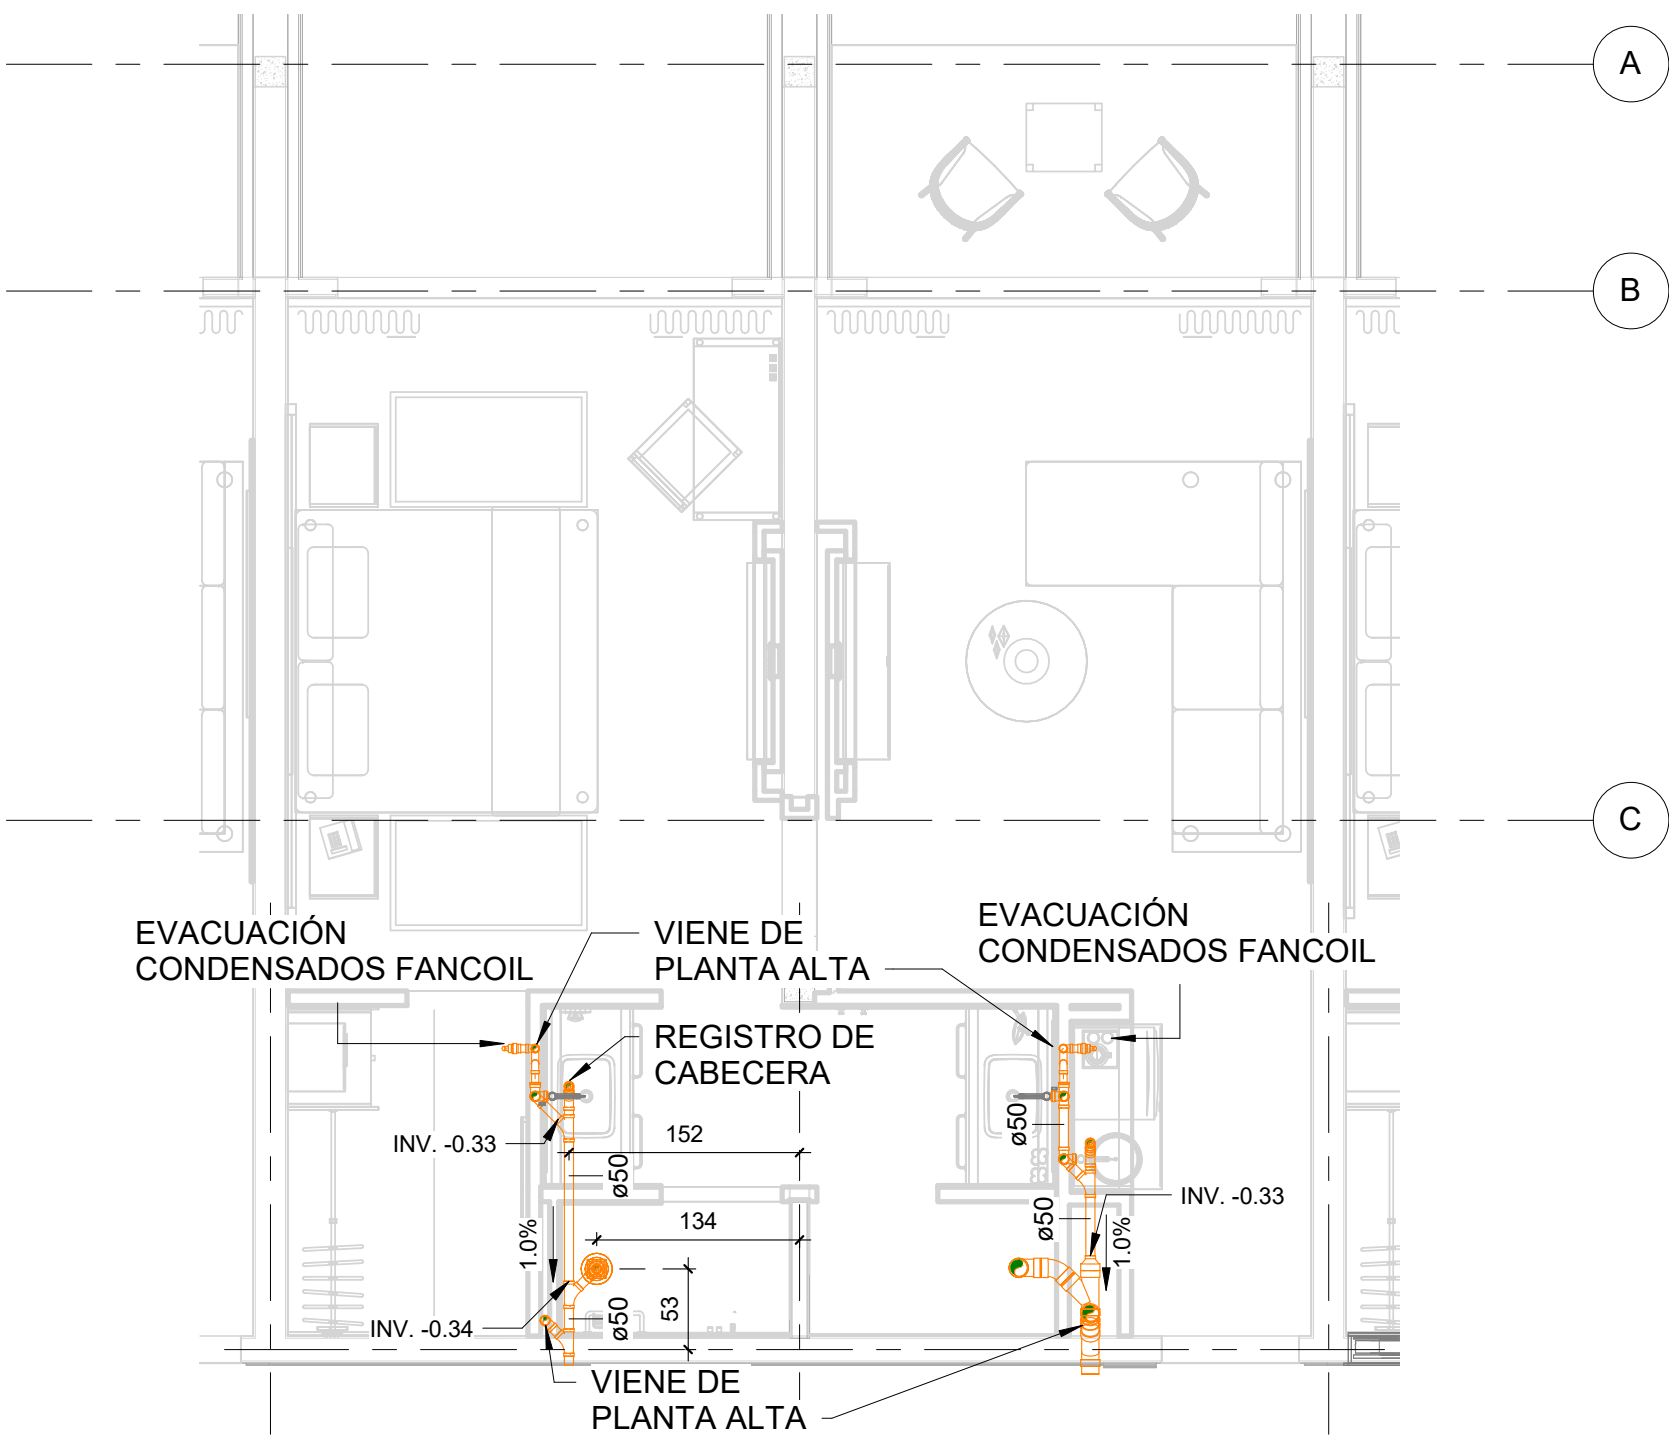 A
B
C
EVACUACIÓN
CONDENSADOS FANCOIL
VIENE DE
PLANTA ALTA
EVACUACIÓN
CONDENSADOS FANCOIL
REGISTRO DE
CABECERA
INV. -0.33
152
ø50
ø50
INV. -0.33
134
ø50
1.0%
1.0%
53
ø50
INV. -0.34
VIENE DE
PLANTA ALTA